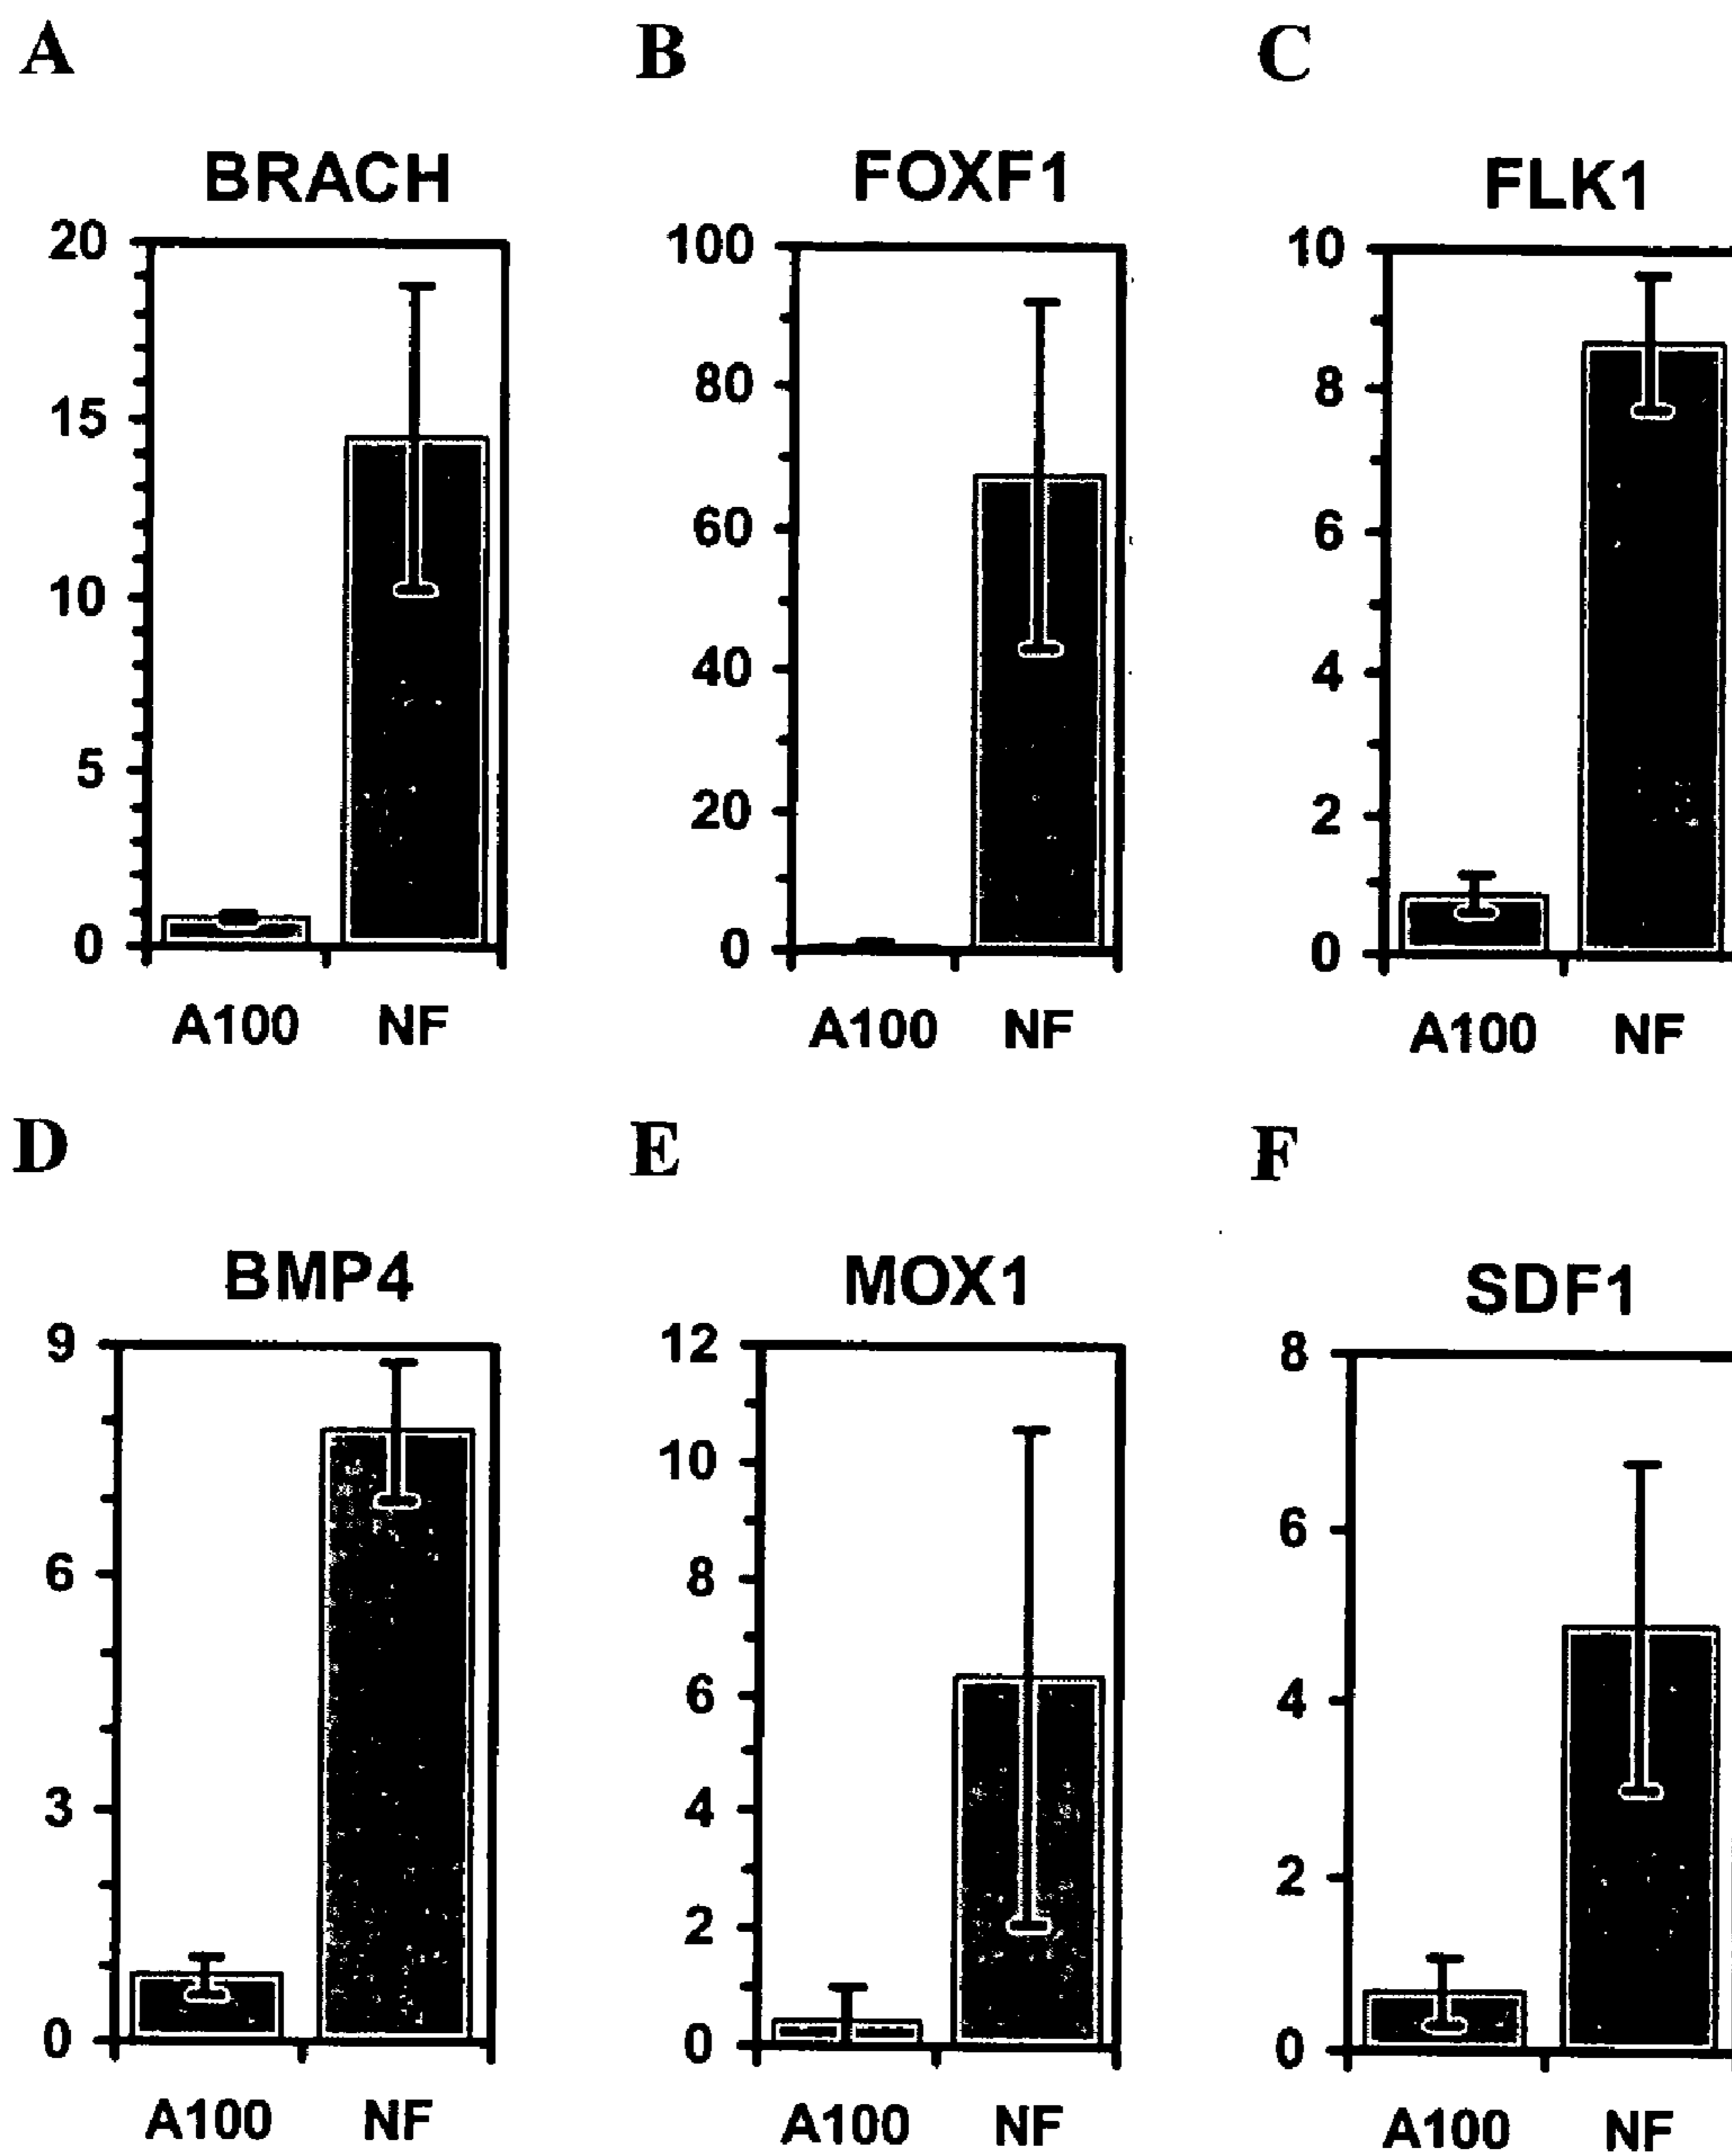 A B C
BRACH FOXF1 FLK1
20 100 10
15 80 8
10 60 6
5 40 4
0 20 2
0 0
A100 NF A100 NF A100 NF
D E F
BMP4 MOX1 SDF1
9 12 8
6 10 6
3 8 4
0 6 2
4 0
2
0
A100 NF A100 NF A100 NF